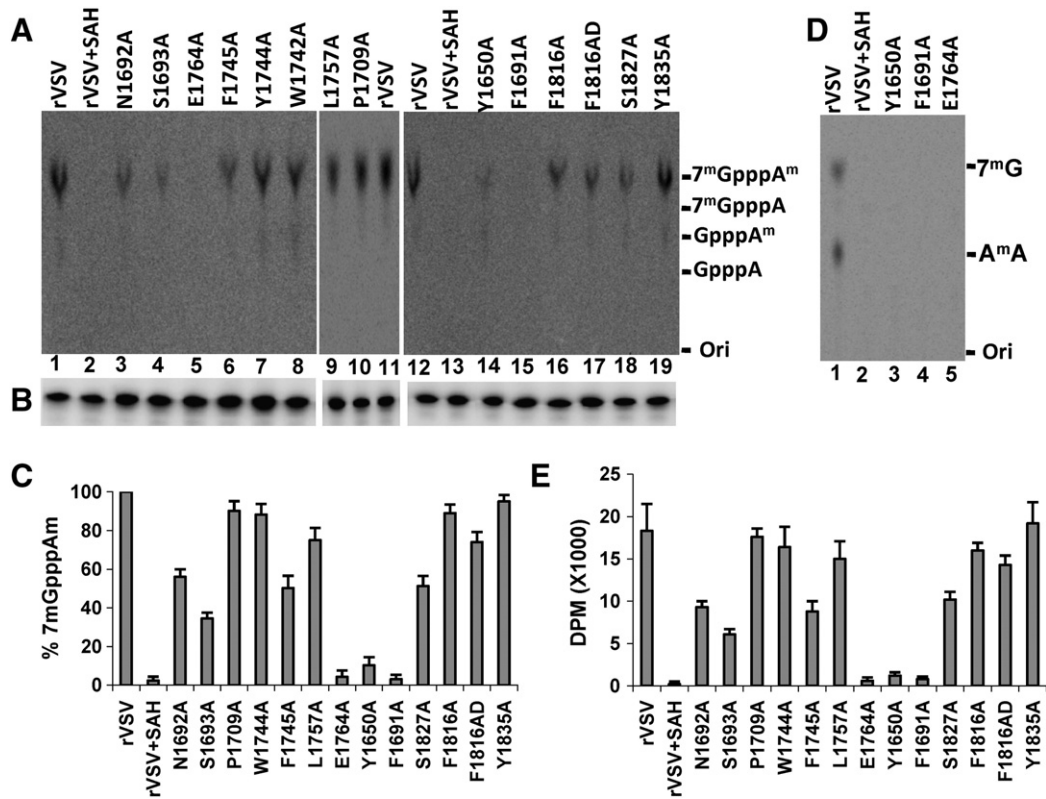 A
rVSV
rVSV+SAH
N1692A
S1693A
E1764A
F1745A
Y1744A
W1742A
L1757A
P1709A
rVSV
rVSV
rVSV+SAH
Y1650A
F1691A
F1816A
F1816AD
S1827A
Y1835A
7ᵐGpppAᵐ
7ᵐGpppA
GpppAᵐ
GpppA
Ori
1 2 3 4 5 6 7 8 9 10 11 12 13 14 15 16 17 18 19
B
D
rVSV
rVSV+SAH
Y1650A
F1691A
E1764A
7ᵐG
AᵐA
Ori
1 2 3 4 5
C
% 7mGpppAm
100
80
60
40
20
0
rVSV
rVSV+SAH
N1692A
S1693A
P1709A
W1744A
F1745A
L1757A
E1764A
Y1650A
F1691A
S1827A
F1816A
F1816AD
Y1835A
E
DPM (X1000)
25
20
15
10
5
0
rVSV
rVSV+SAH
N1692A
S1693A
P1709A
W1744A
F1745A
L1757A
E1764A
Y1650A
F1691A
S1827A
F1816A
F1816AD
Y1835A